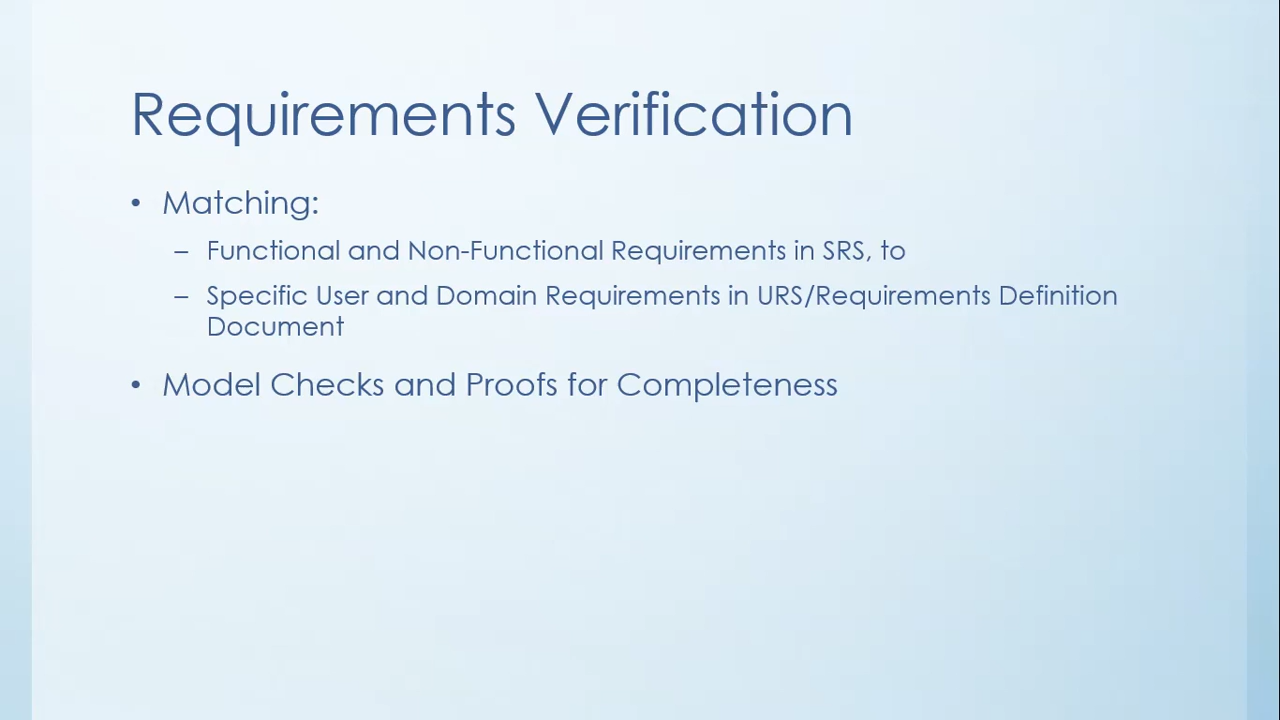 Requirements Verification
• Matching:
– Functional and Non-Functional Requirements in SRS, to
– Specific User and Domain Requirements in URS/Requirements Definition
Document
• Model Checks and Proofs for Completeness